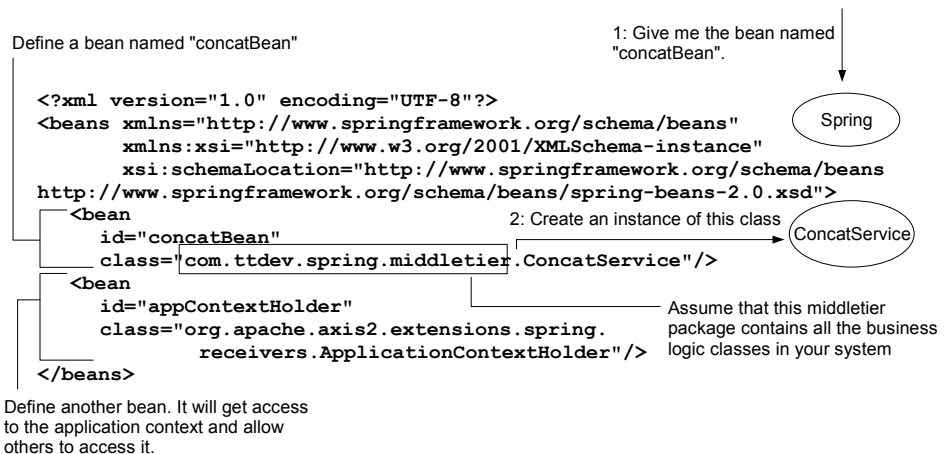 Define a bean named "concatBean"
1: Give me the bean named
"concatBean".
<?xml version="1.0" encoding="UTF-8"?>
<beans xmlns="http://www.springframework.org/schema/beans"
xmlns:xsi="http://www.w3.org/2001/XMLSchema-instance"
xsi:schemaLocation="http://www.springframework.org/schema/beans
http://www.springframework.org/schema/beans/spring-beans-2.0.xsd">
Spring
<bean
id="concatBean"
class="com.ttdev.spring.middletier.ConcatService"/>
2: Create an instance of this class
ConcatService
<bean
id="appContextHolder"
class="org.apache.axis2.extensions.spring.
receivers.ApplicationContextHolder"/>
</beans>
Assume that this middletier
package contains all the business
logic classes in your system
Define another bean. It will get access
to the application context and allow
others to access it.